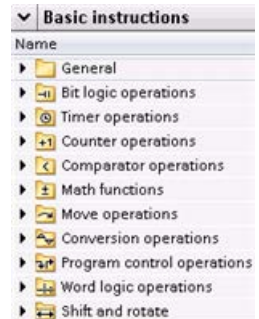 Basic instructions
Name
General
Bit logic operations
Timer operations
Counter operations
Comparator operations
Math functions
Move operations
Conversion operations
Program control operations
Word logic operations
Shift and rotate